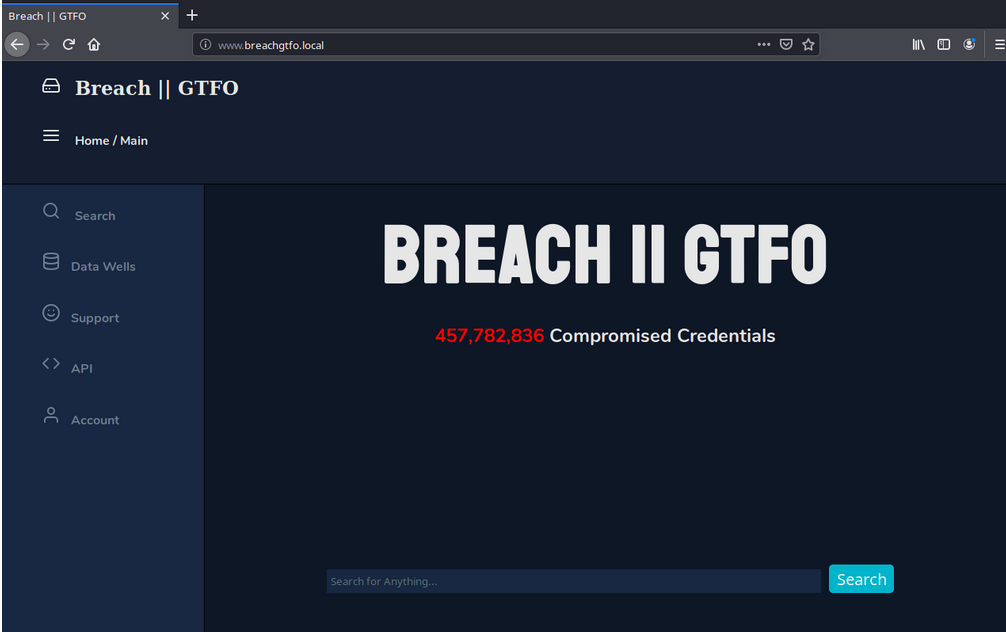 Breach || GTFO
www.breachgtfo.local
Breach || GTFO
Home / Main
Search
Data Wells
Support
API
Account
BREACH || GTFO
457,782,836 Compromised Credentials
Search for Anything...
Search